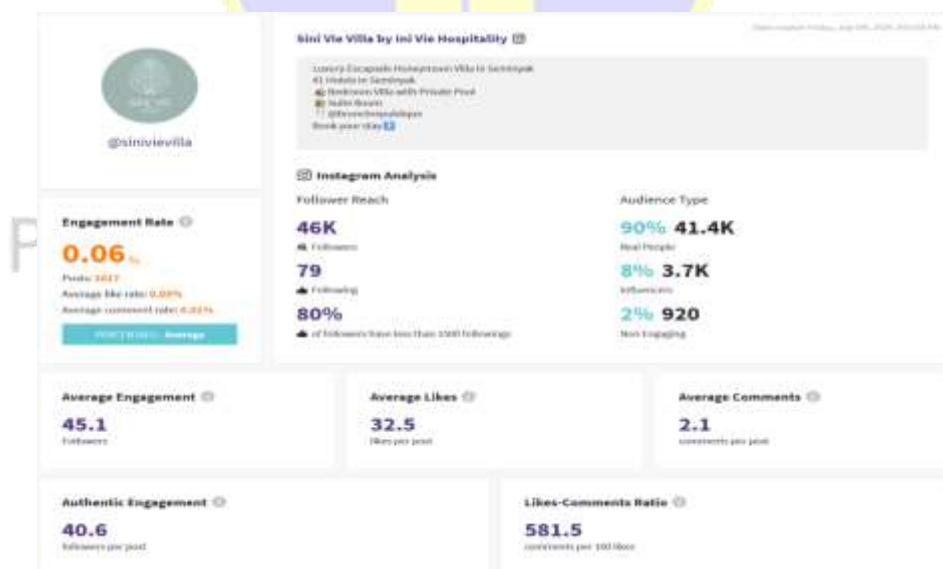 Sini Vie Villa by Ini Vie Hospitality
Luxury Escapade Honeymoon Villa in Seminyak
#1 Hotels in Seminyak
Bedroom Villa with Private Pool
Suite Room
Book your stay
@sinivievilla
Instagram Analysis
Follower Reach
Audience Type
Engagement Rate
46K
90% 41.4K
Followers
Real People
0.06 %
79
8% 3.7K
Posts:
Following
Influencers
Average like rate:
Average comment rate:
80%
2% 920
Average
of followers have less than 1500 followings
Non Engaging
Average Engagement
Average Likes
Average Comments
45.1
32.5
2.1
followers
likes per post
comments per post
Authentic Engagement
Likes-Comments Ratio
40.6
581.5
followers per post
comments per 100 likes